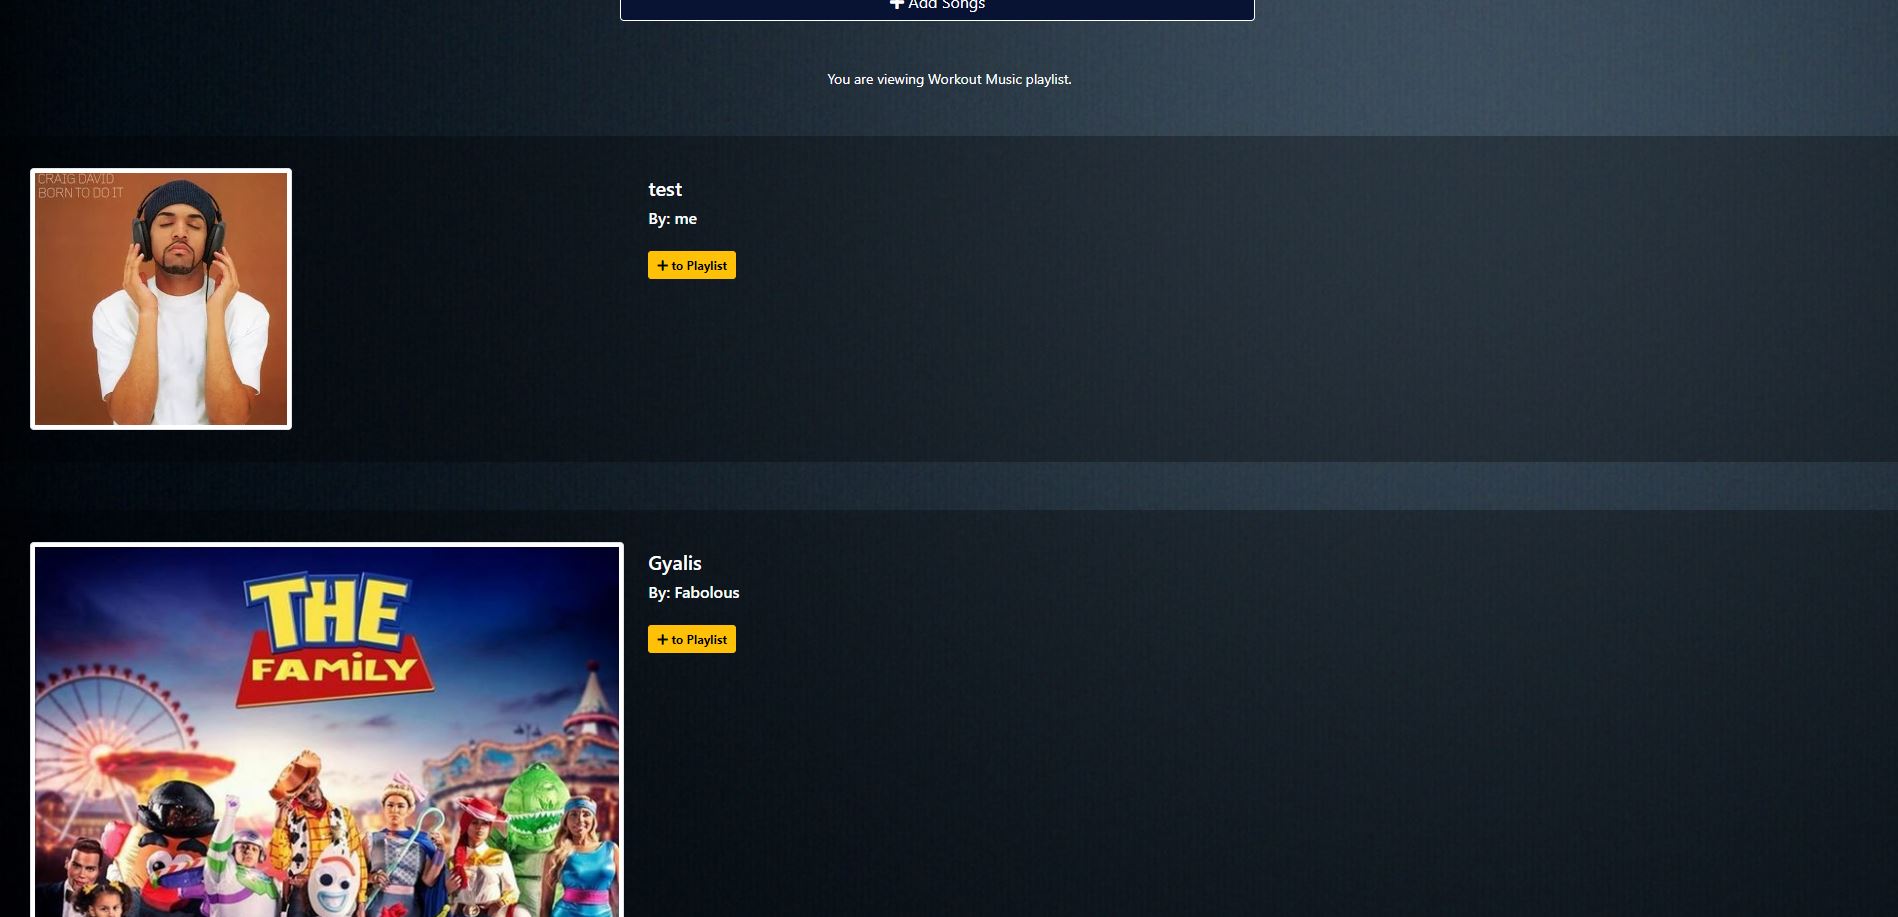 + Add Songs
You are viewing Workout Music playlist.
CRAIG DAVID
BORN TO DO IT
test
By: me
+ to Playlist
THE
FAMiLY
Gyalis
By: Fabolous
+ to Playlist